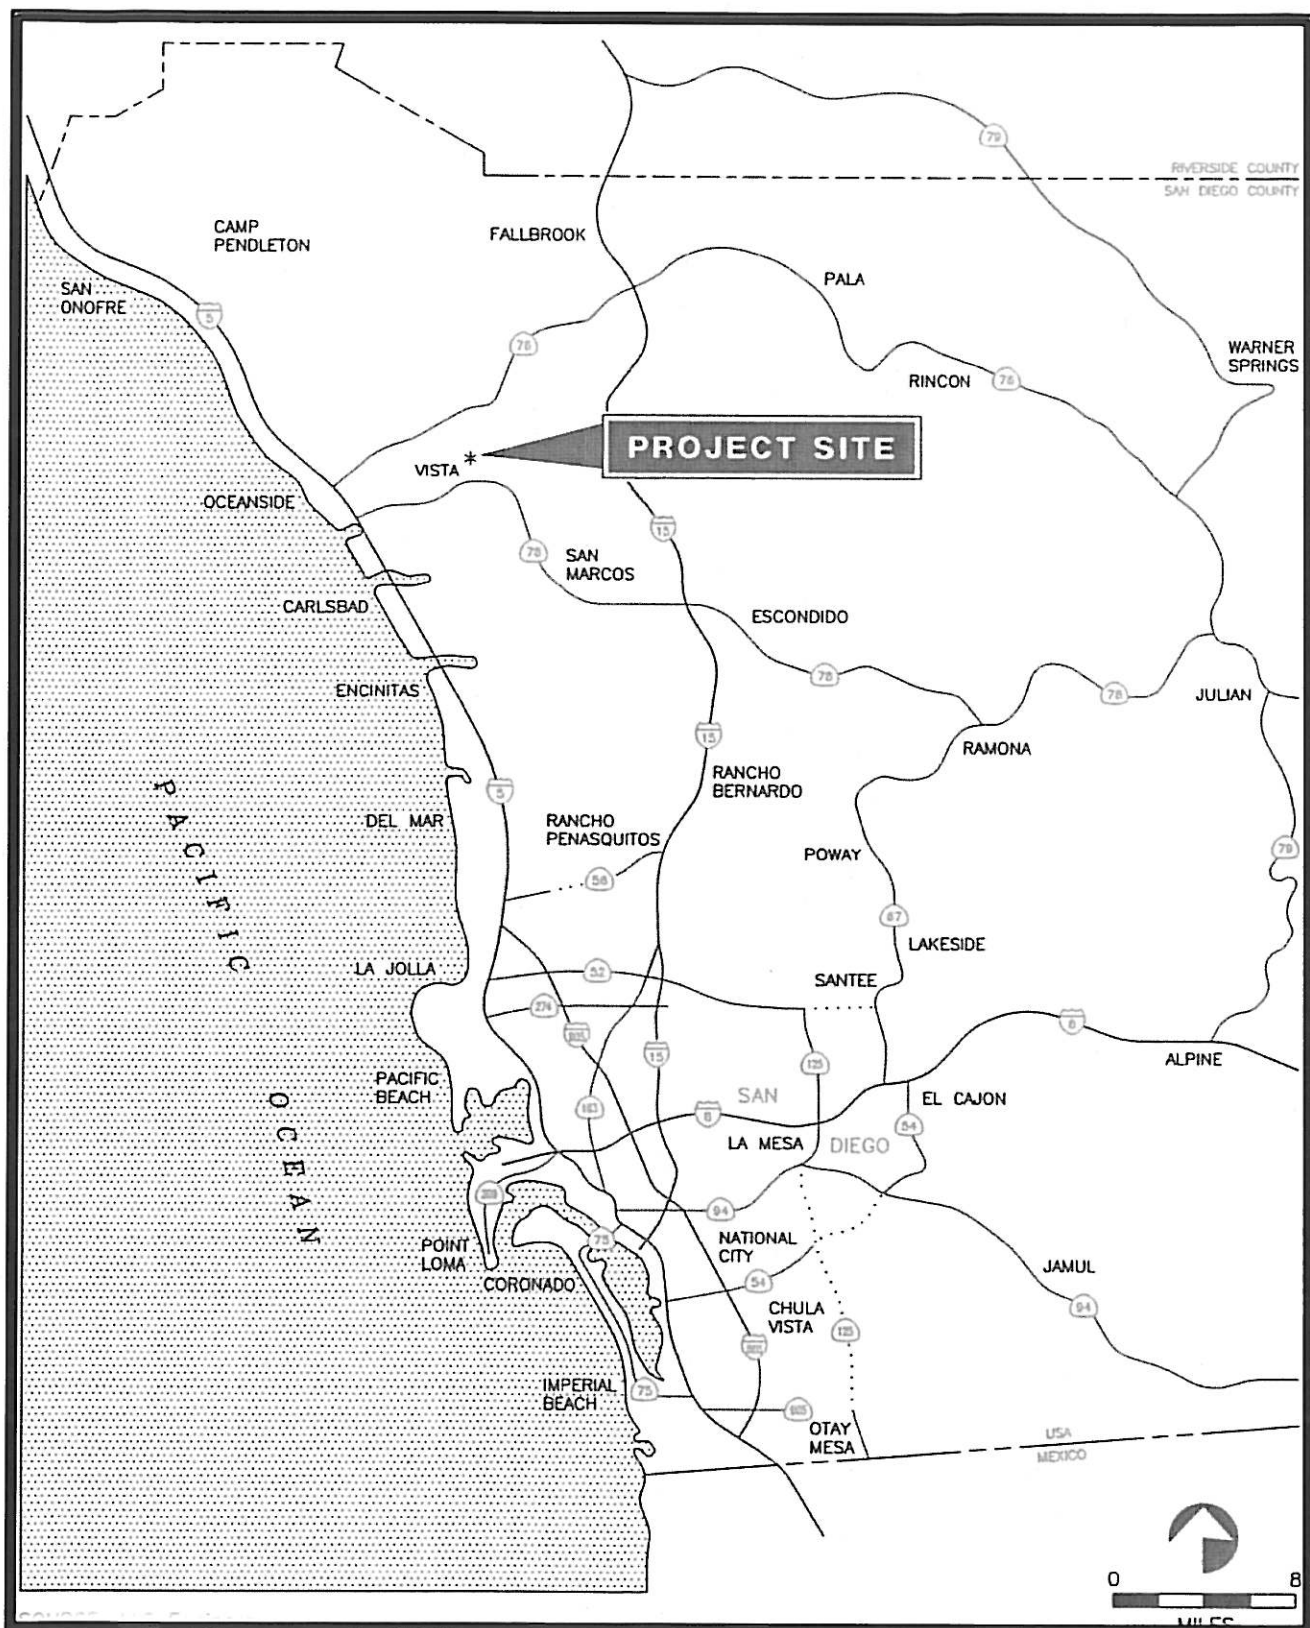 79
RIVERSIDE COUNTY
SAN DIEGO COUNTY
CAMP
PENDLETON
FALLBROOK
SAN
ONOFRE
5
PALA
76
WARNER
SPRINGS
RINCON
76
PROJECT SITE
VISTA *
OCEANSIDE
15
78
SAN
MARCOS
CARLSBAD
ESCONDIDO
78
78
ENCINITAS
JULIAN
15
RAMONA
RANCHO
BERNARDO
5
PACIFIC
OCEAN
DEL MAR
RANCHO
PENASQUITOS
POWAY
79
56
67
LAKESIDE
LA JOLLA
52
SANTEE
274
805
8
15
125
ALPINE
PACIFIC
BEACH
SAN
DIEGO
163
8
EL CAJON
54
LA MESA
209
94
75
NATIONAL
CITY
POINT
LOMA
CORONADO
54
JAMUL
94
CHULA
VISTA
125
805
IMPERIAL
BEACH
75
905
OTAY
MESA
USA
MEXICO
0 8
MILES